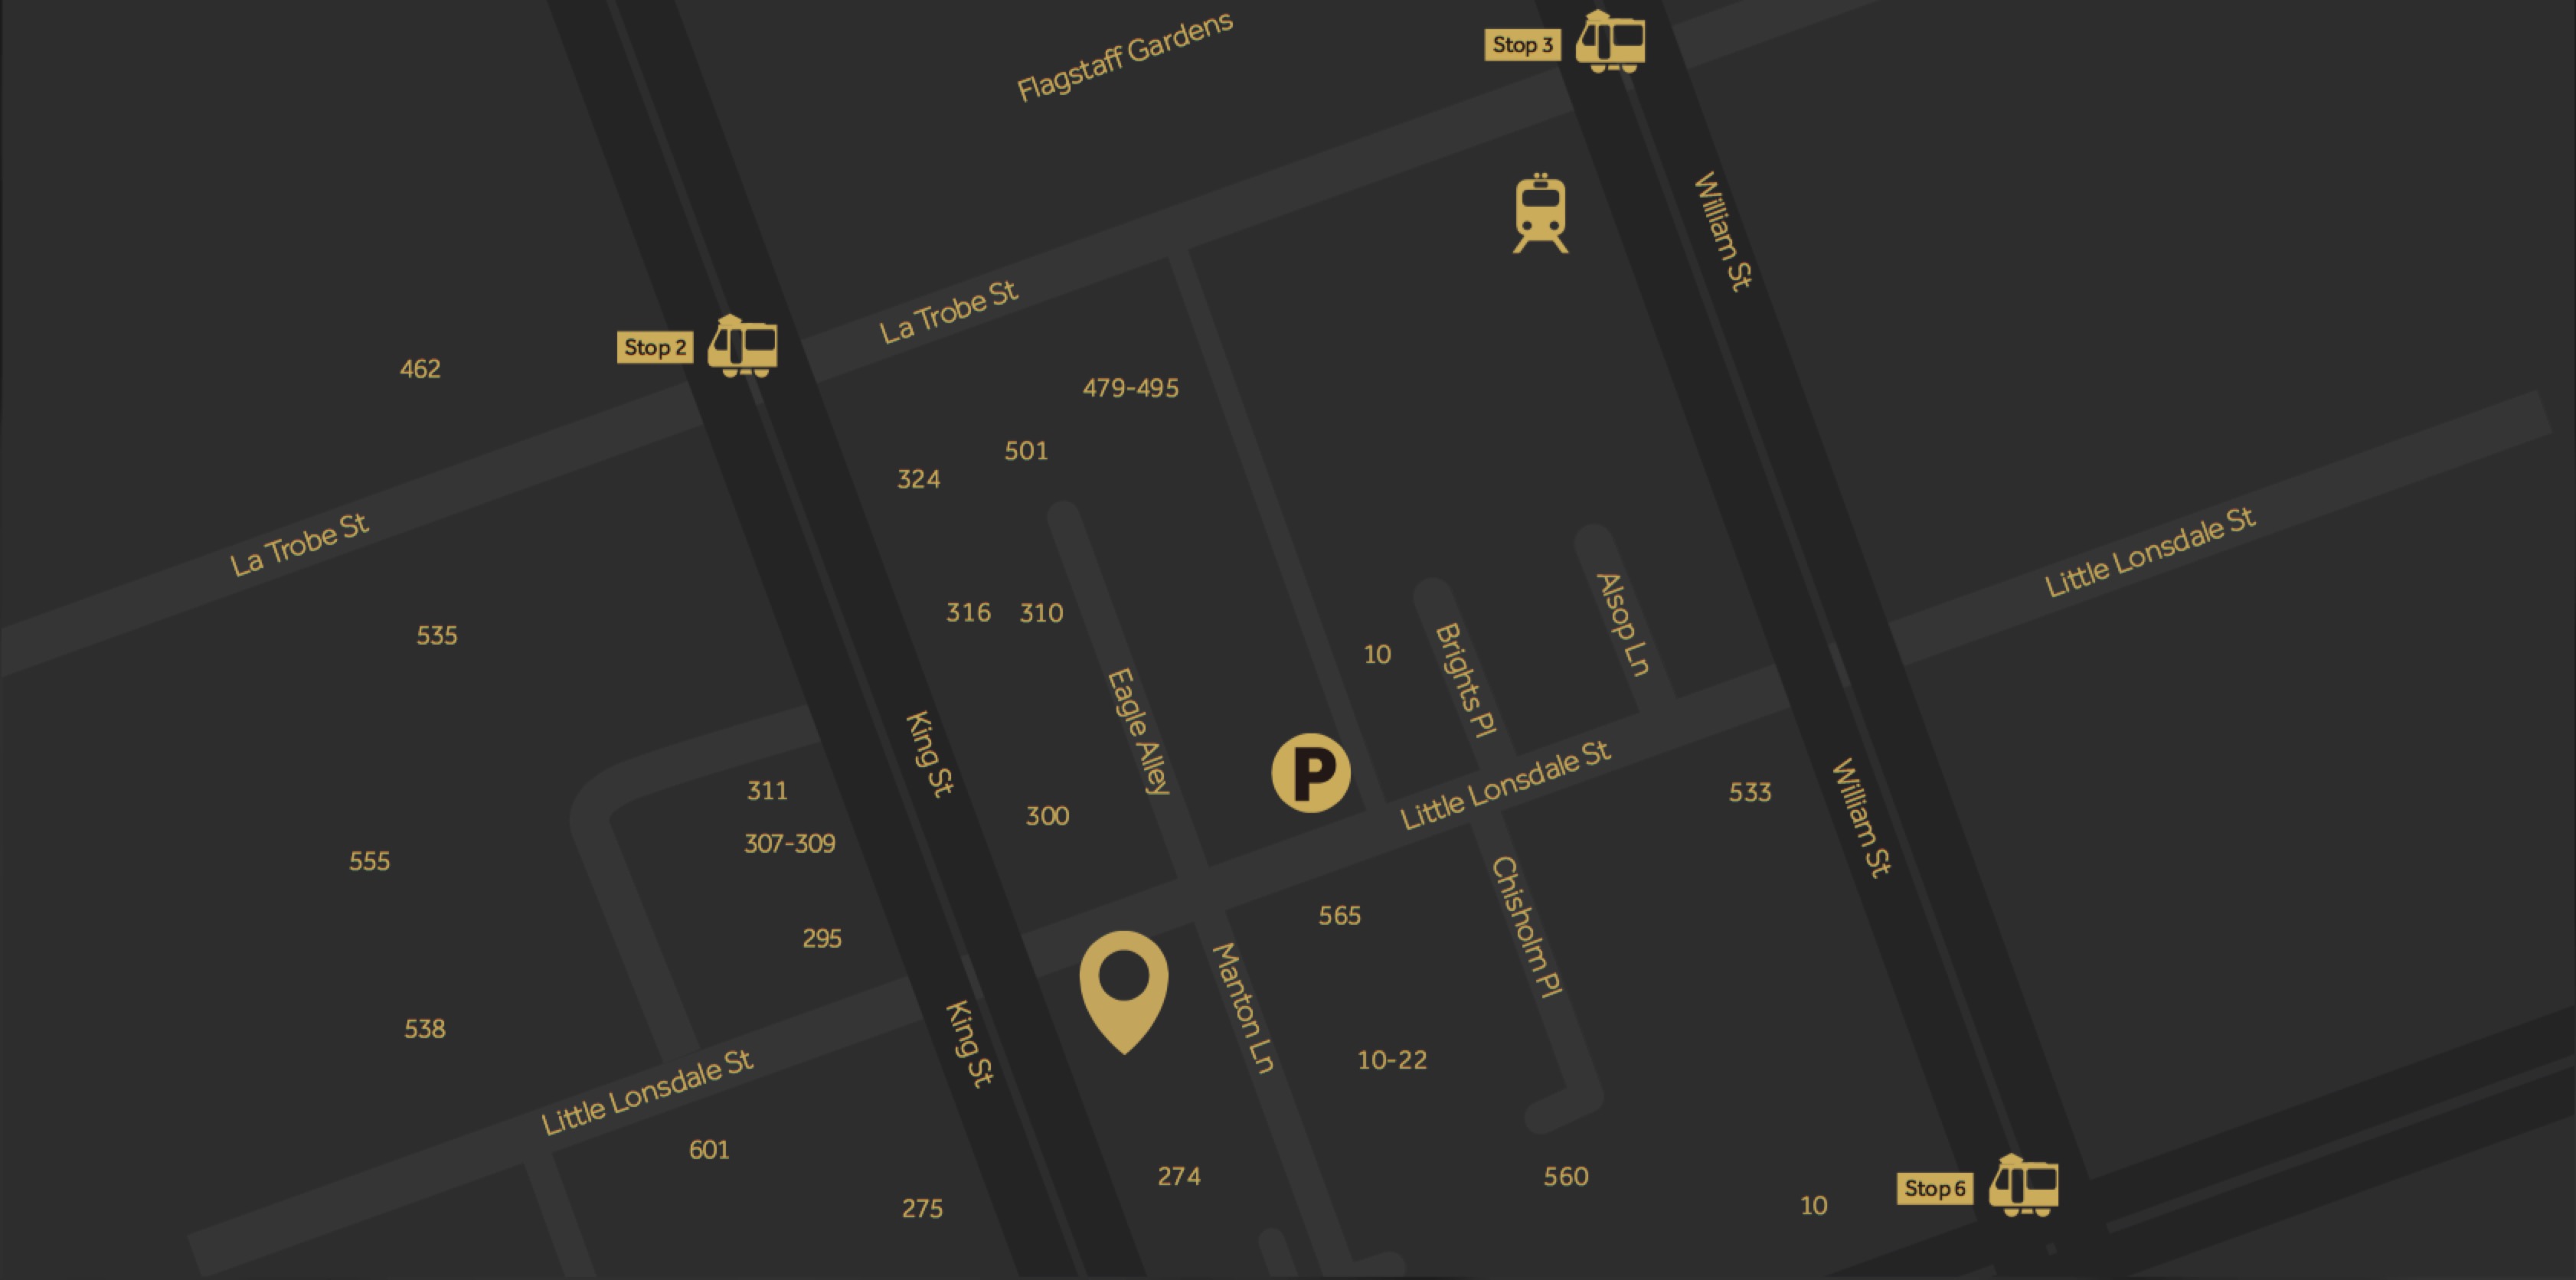 Flagstaff Gardens
Stop 3
William St
La Trobe St
Stop 2
462
479-495
501
324
La Trobe St
Little Lonsdale St
535
316
310
Alsop Ln
10
Brights Pl
Eagle Alley
King St
311
300
P
Little Lonsdale St
533
William St
307-309
555
295
565
Chisholm Pl
538
King St
Manton Ln
10-22
Little Lonsdale St
601
274
560
275
10
Stop 6